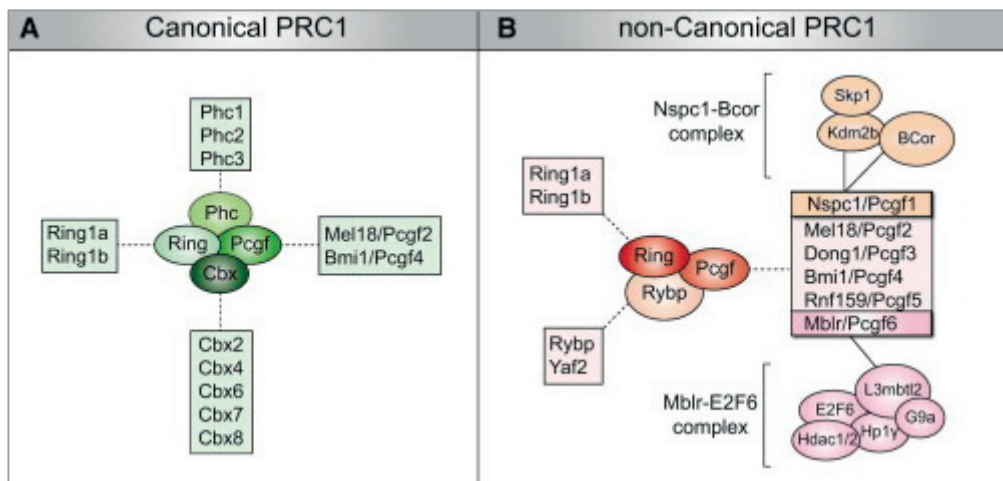 A
Canonical PRC1
Phc1
Phc2
Phc3
Phc
Ring
Pcgf
Cbx
Ring1a
Ring1b
Mel18/Pcgf2
Bmi1/Pcgf4
Cbx2
Cbx4
Cbx6
Cbx7
Cbx8
B
non-Canonical PRC1
Nspc1-Bcor
complex
Skp1
Kdm2b
BCor
Ring1a
Ring1b
Ring
Pcgf
Rybp
Rybp
Yaf2
Nspc1/Pcgf1
Mel18/Pcgf2
Dong1/Pcgf3
Bmi1/Pcgf4
Rnf159/Pcgf5
Mblr/Pcgf6
Mblr-E2F6
complex
L3mbtl2
E2F6
G9a
Hdac1/2
Hp1γ